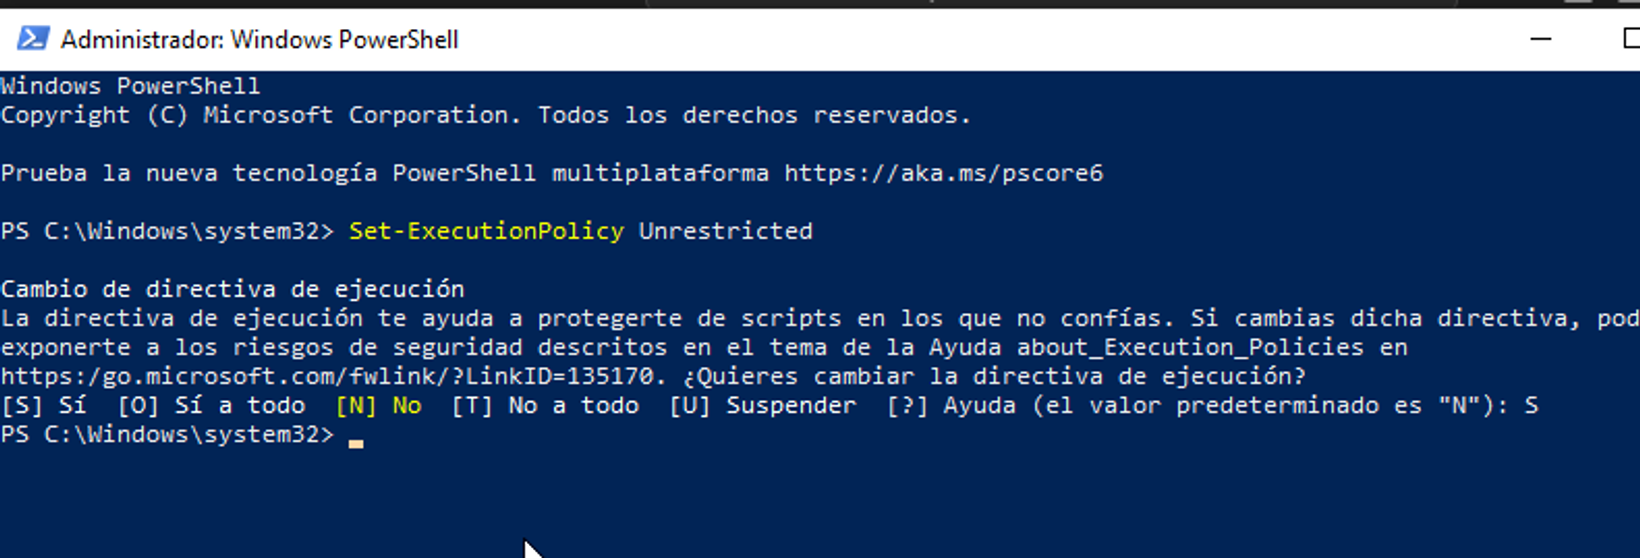 Administrador: Windows PowerShell
Windows PowerShell
Copyright (C) Microsoft Corporation. Todos los derechos reservados.
Prueba la nueva tecnología PowerShell multiplataforma https://aka.ms/pscore6
PS C:\Windows\system32> Set-ExecutionPolicy Unrestricted
Cambio de directiva de ejecución
La directiva de ejecución te ayuda a protegerte de scripts en los que no confías. Si cambias dicha directiva, pod
exponerte a los riesgos de seguridad descritos en el tema de la Ayuda about_Execution_Policies en
https:/go.microsoft.com/fwlink/?LinkID=135170. ¿Quieres cambiar la directiva de ejecución?
[S] Sí  [O] Sí a todo  [N] No  [T] No a todo  [U] Suspender  [?] Ayuda (el valor predeterminado es "N"): S
PS C:\Windows\system32>